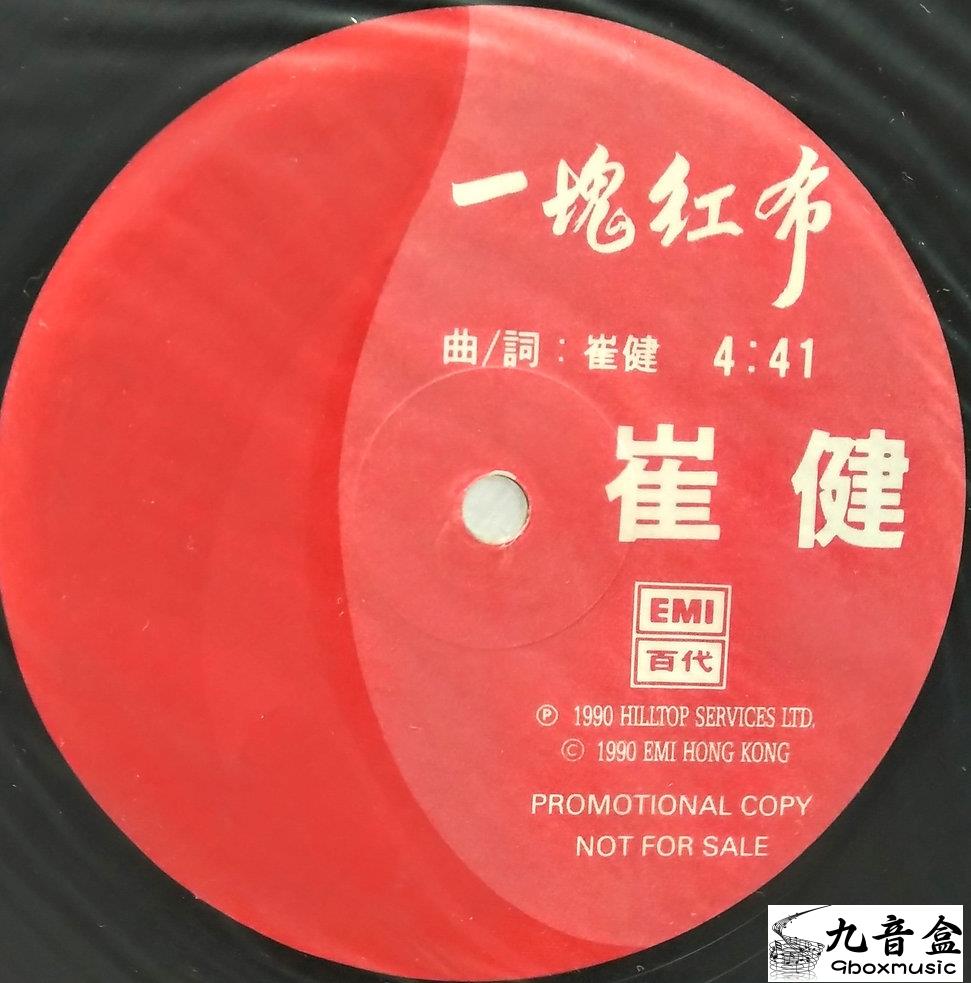 一塊红布
曲/詞：崔健 4:41
崔健
EMI
百代
Ⓟ 1990 HILLTOP SERVICES LTD.
© 1990 EMI HONG KONG
PROMOTIONAL COPY
NOT FOR SALE
九音盒
9boxmusic